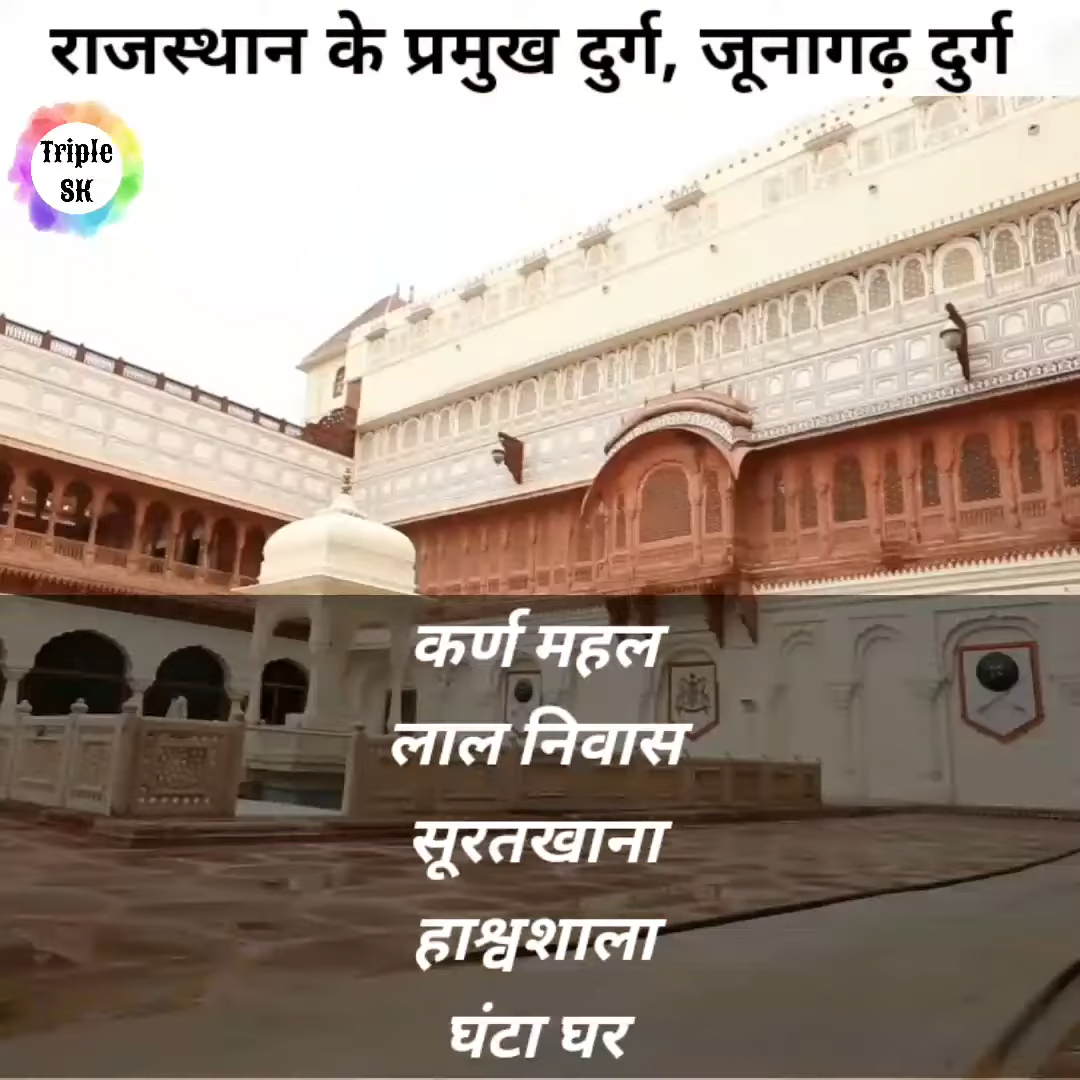 राजस्थान के प्रमुख दुर्ग, जूनागढ़ दुर्ग
Triple
SK
कर्ण महल
लाल निवास
सूरतखाना
हाश्वशाला
घंटा घर